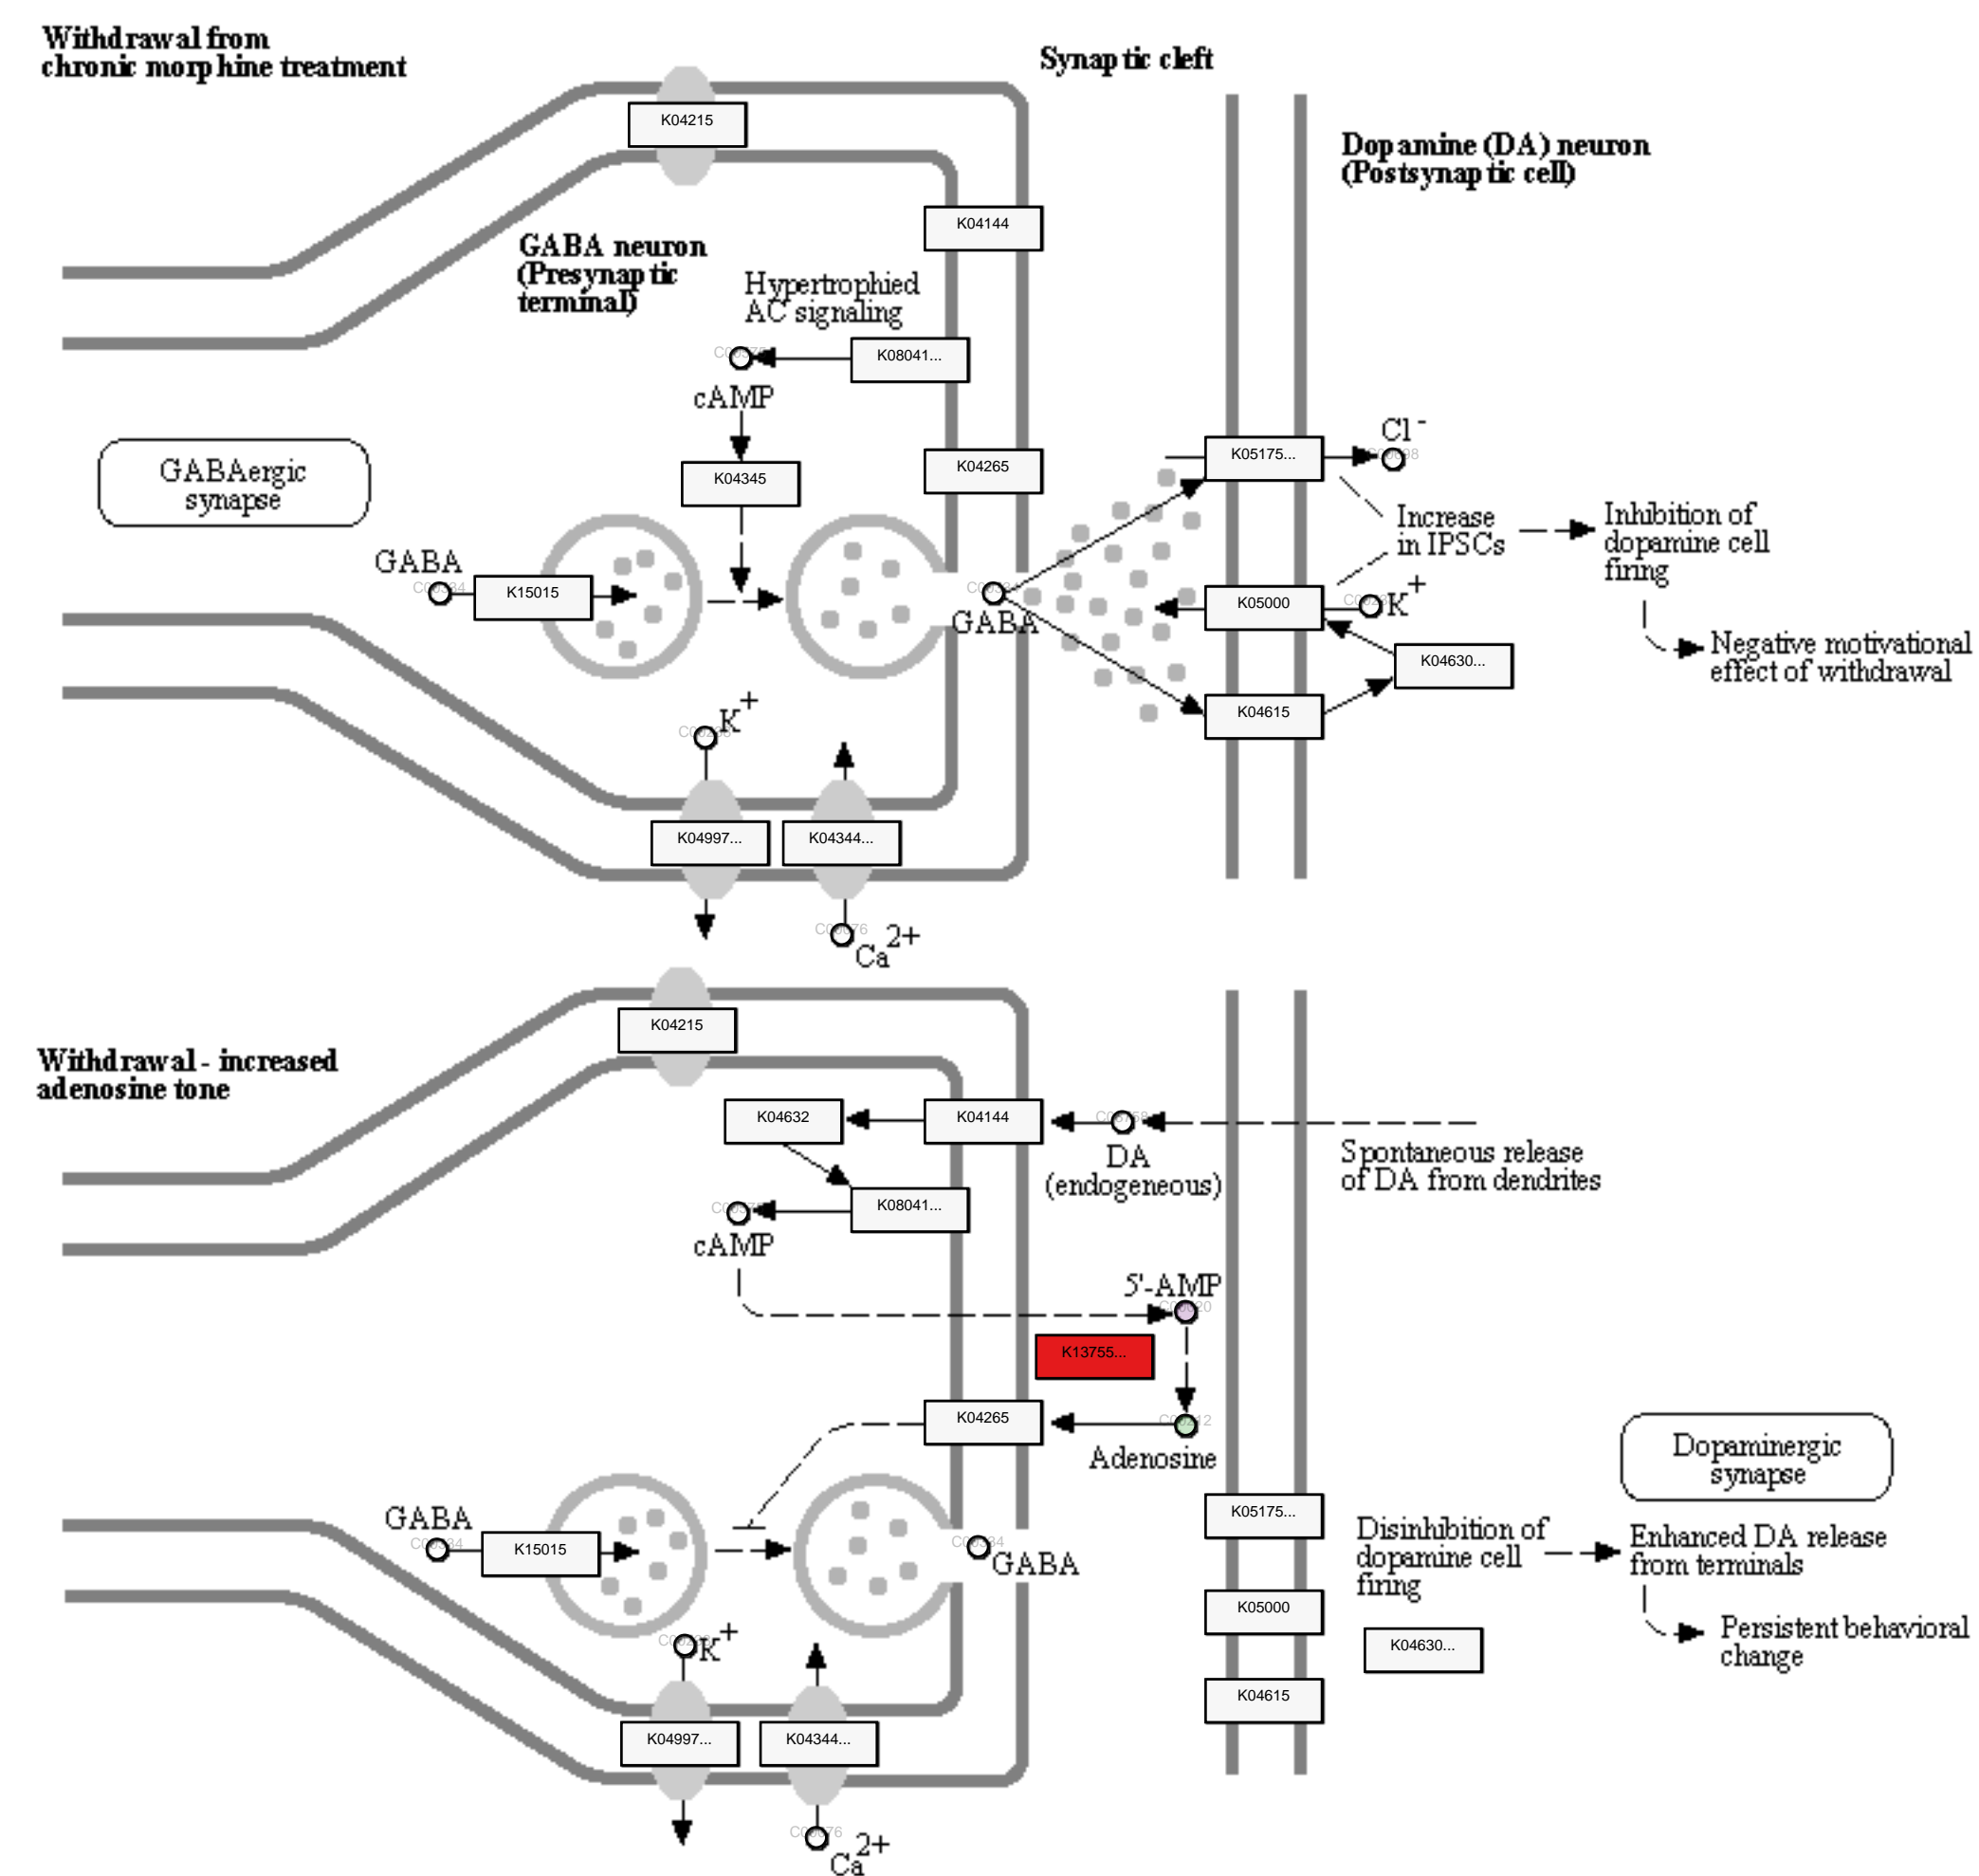 Withdrawal from
chronic morphine treatment
Synaptic cleft
K04215
Dopamine (DA) neuron
(Postsynaptic cell)
K04144
GABA neuron
(Presynaptic
terminal)
Hypertrophied
AC signaling
K08041...
cAMP
Cl -
K05175...
GABAergic
synapse
K04345
K04265
Increase
in IPSCs
Inhibition of
dopamine cell
firing
GABA
K15015
GABA
K05000
K+
Negative motivational
effect of withdrawal
K04630...
K04615
K+
K04997...
K04344...
Ca 2+
Withdrawal - increased
adenosine tone
K04215
K04632
K04144
DA
(endogeneous)
Spontaneous release
of DA from dendrites
K08041...
cAMP
5'-AMP
K13755...
K04265
Adenosine
Dopaminergic
synapse
GABA
K15015
GABA
K05175...
Disinhibition of
dopamine cell
firing
Enhanced DA release
from terminals
K05000
K04630...
Persistent behavioral
change
K04615
K+
K04997...
K04344...
Ca 2+